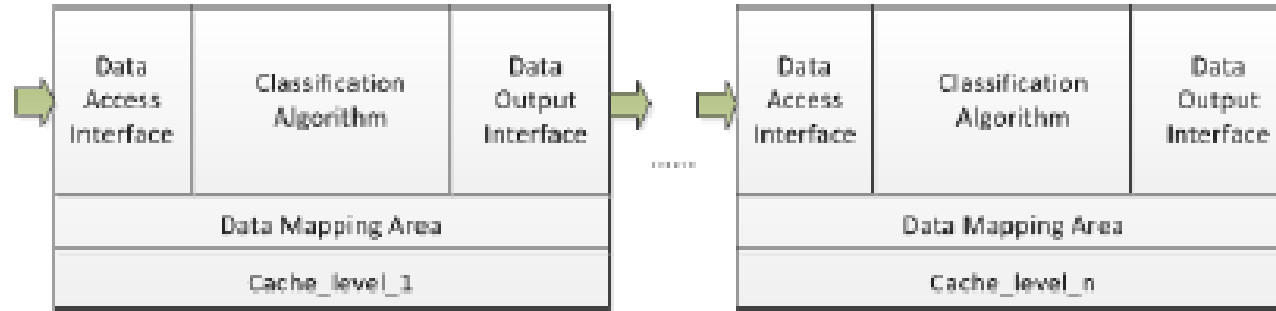 Data
Access
Interface
Classification
Algorithm
Data
Output
Interface
Data Mapping Area
Cache_level_1
......
Data
Access
Interface
Classification
Algorithm
Data
Output
Interface
Data Mapping Area
Cache_level_n